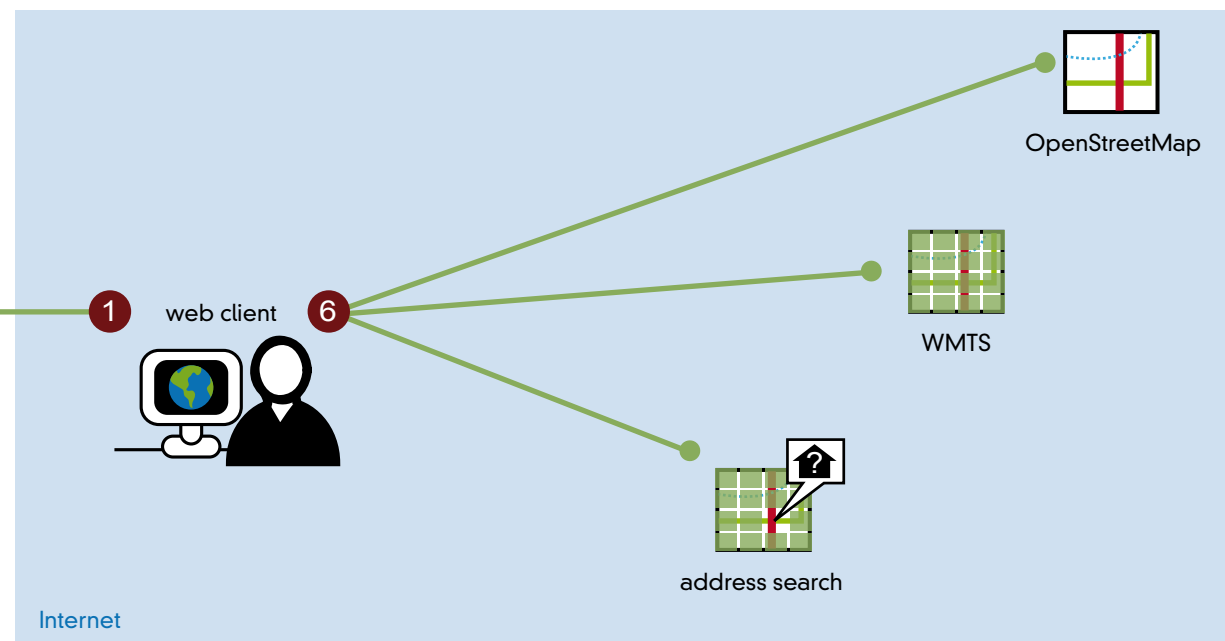 OpenStreetMap
1
web client
6
WMTS
?
address search
Internet